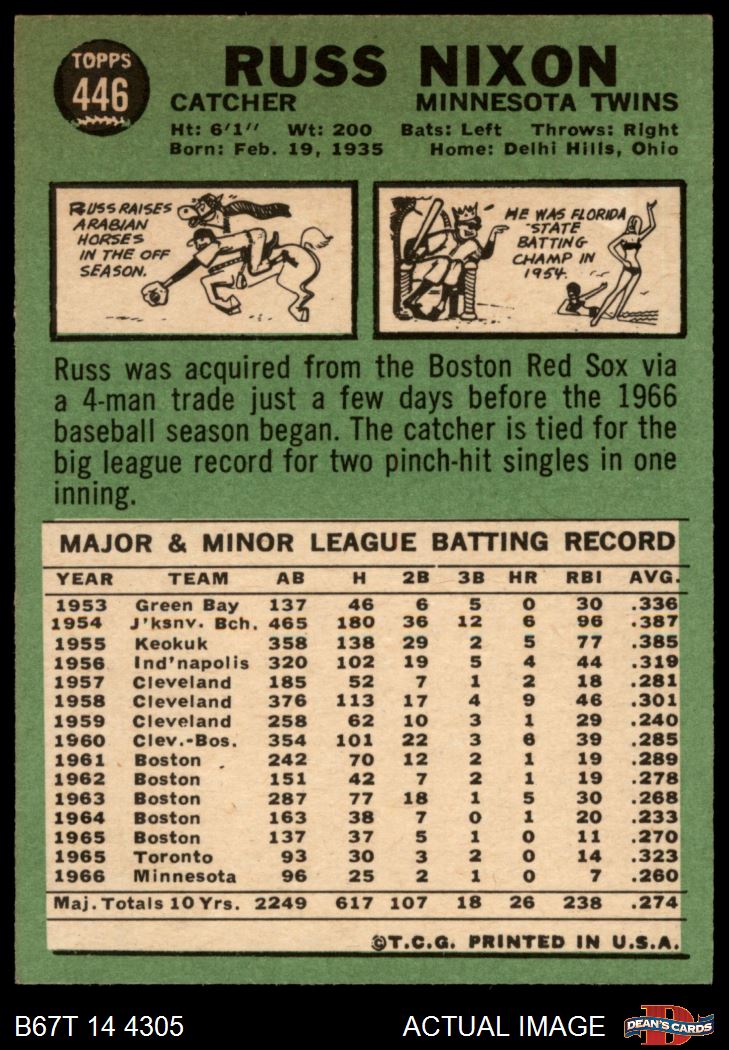 TOPPS
446
RUSS NIXON
CATCHER MINNESOTA TWINS
Ht: 6'1'' Wt: 200 Bats: Left Throws: Right
Born: Feb. 19, 1935 Home: Delhi Hills, Ohio
RUSS RAISES
ARABIAN
HORSES
IN THE OFF
SEASON.
HE WAS FLORIDA
STATE
BATTING
CHAMP IN
1954.
Russ was acquired from the Boston Red Sox via
a 4-man trade just a few days before the 1966
baseball season began. The catcher is tied for the
big league record for two pinch-hit singles in one
inning.
MAJOR & MINOR LEAGUE BATTING RECORD
YEAR TEAM AB H 2B 3B HR RBI AVG.
1953 Green Bay 137 46 6 5 0 30 .336
1954 J'ksnv. Bch. 465 180 36 12 6 96 .387
1955 Keokuk 358 138 29 2 5 77 .385
1956 Ind'napolis 320 102 19 5 4 44 .319
1957 Cleveland 185 52 7 1 2 18 .281
1958 Cleveland 376 113 17 4 9 46 .301
1959 Cleveland 258 62 10 3 1 29 .240
1960 Clev.-Bos. 354 101 22 3 6 39 .285
1961 Boston 242 70 12 2 1 19 .289
1962 Boston 151 42 7 2 1 19 .278
1963 Boston 287 77 18 1 5 30 .268
1964 Boston 163 38 7 0 1 20 .233
1965 Boston 137 37 5 1 0 11 .270
1965 Toronto 93 30 3 2 0 14 .323
1966 Minnesota 96 25 2 1 0 7 .260
Maj. Totals 10 Yrs. 2249 617 107 18 26 238 .274
©T.C.G. PRINTED IN U.S.A.
B67T 14 4305 ACTUAL IMAGE
D
DEAN'S CARDS